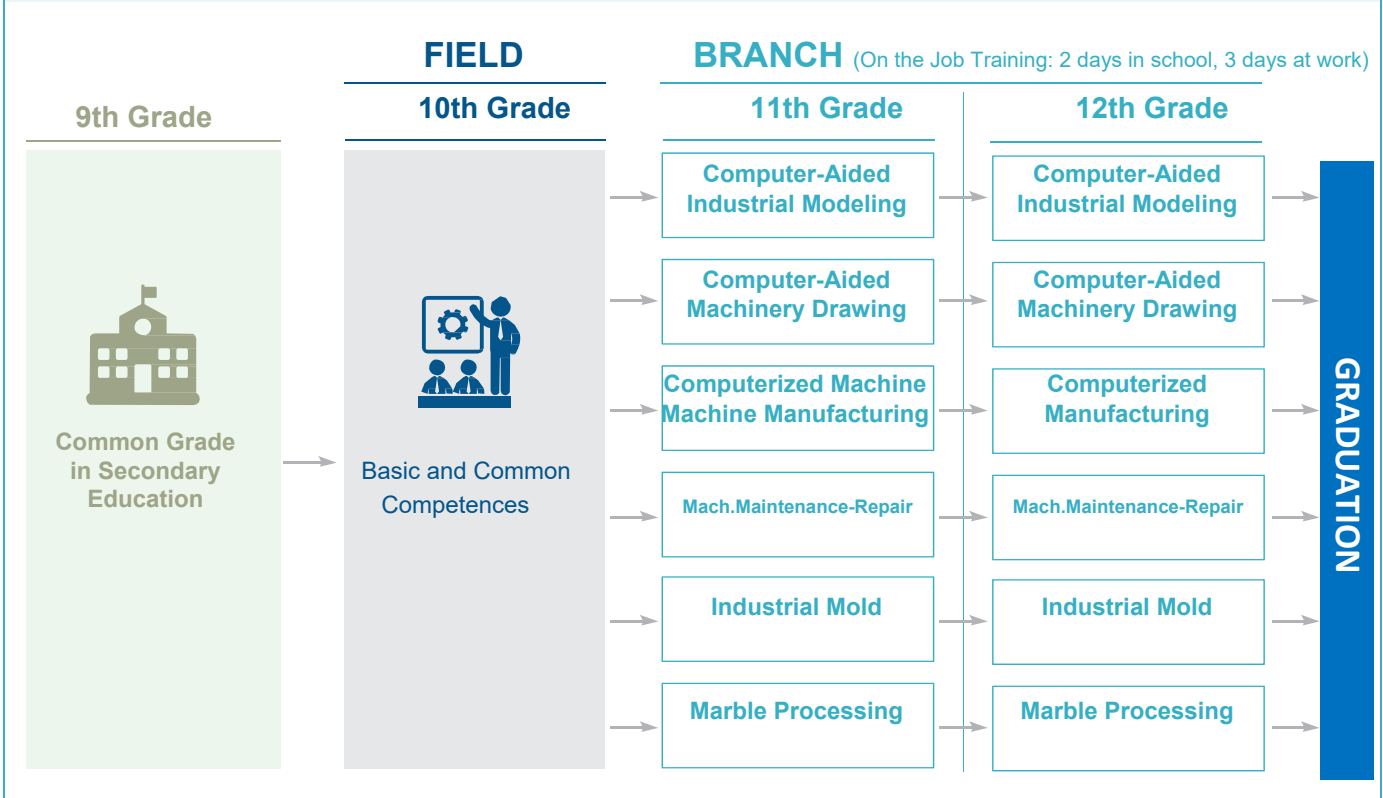 FIELD
BRANCH (On the Job Training: 2 days in school, 3 days at work)
9th Grade
10th Grade
11th Grade
12th Grade
Common Grade
in Secondary
Education
Basic and Common
Competences
Computer-Aided
Industrial Modeling
Computer-Aided
Industrial Modeling
Computer-Aided
Machinery Drawing
Computer-Aided
Machinery Drawing
Computerized Machine
Machine Manufacturing
Computerized
Manufacturing
Mach.Maintenance-Repair
Mach.Maintenance-Repair
Industrial Mold
Industrial Mold
Marble Processing
Marble Processing
GRADUATION